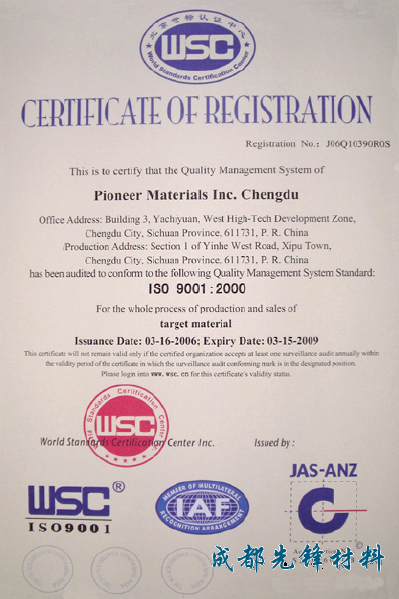 北京世标认证中心
WSC
World Standards Certification Center
CERTIFICATE OF REGISTRATION
Registration No.: J06Q10390R0S
This is to certify that the Quality Management System of
Pioneer Materials Inc. Chengdu
Office Address: Building 3, Yachiyuan, West High-Tech Development Zone,
Chengdu City, Sichuan Province, 611731, P. R. China
/Production Address: Section 1 of Yinhe West Road, Xipu Town,
Chengdu City, Sichuan Province, 611731, P. R. China
has been audited to conform to the following Quality Management System Standard:
ISO 9001:2000
For the whole process of production and sales of
target material
Issuance Date: 03-16-2006; Expiry Date: 03-15-2009
This certificate will not remain valid only if the certified organization accepts at least one surveillance audit annually within
the validity period of the certificate in which the surveillance audit conforming mark is in the designated position.
Please login into www.wsc.cn for this certificate's validity status.
World Standards Certification Center
WSC
World Standards Certification Center Inc.
Issued by:
WSC®
ISO9001
MEMBER OF MULTILATERAL
IAF
RECOGNITION ARRANGEMENT
JAS-ANZ
©
成都先锋材料